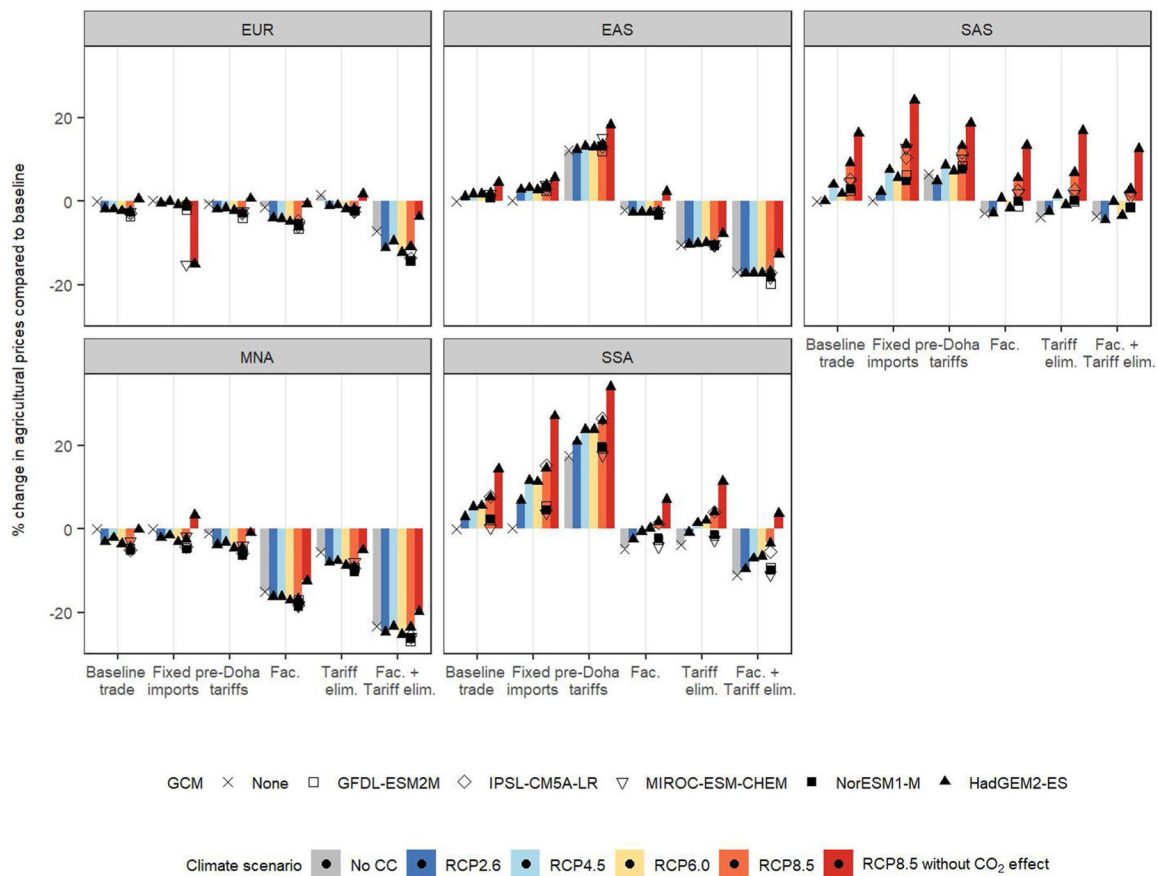 EUR
EAS
SAS
% change in agricultural prices compared to baseline
20
0
-20
Baseline trade
Fixed imports
pre-Doha tariffs
Fac.
Tariff elim.
Fac. + Tariff elim.
MNA
SSA
20
0
-20
Baseline trade
Fixed imports
pre-Doha tariffs
Fac.
Tariff elim.
Fac. + Tariff elim.
Baseline trade
Fixed imports
pre-Doha tariffs
Fac.
Tariff elim.
Fac. + Tariff elim.
GCM None GFDL-ESM2M IPSL-CM5A-LR MIROC-ESM-CHEM NorESM1-M HadGEM2-ES
Climate scenario No CC RCP2.6 RCP4.5 RCP6.0 RCP8.5 RCP8.5 without CO₂ effect